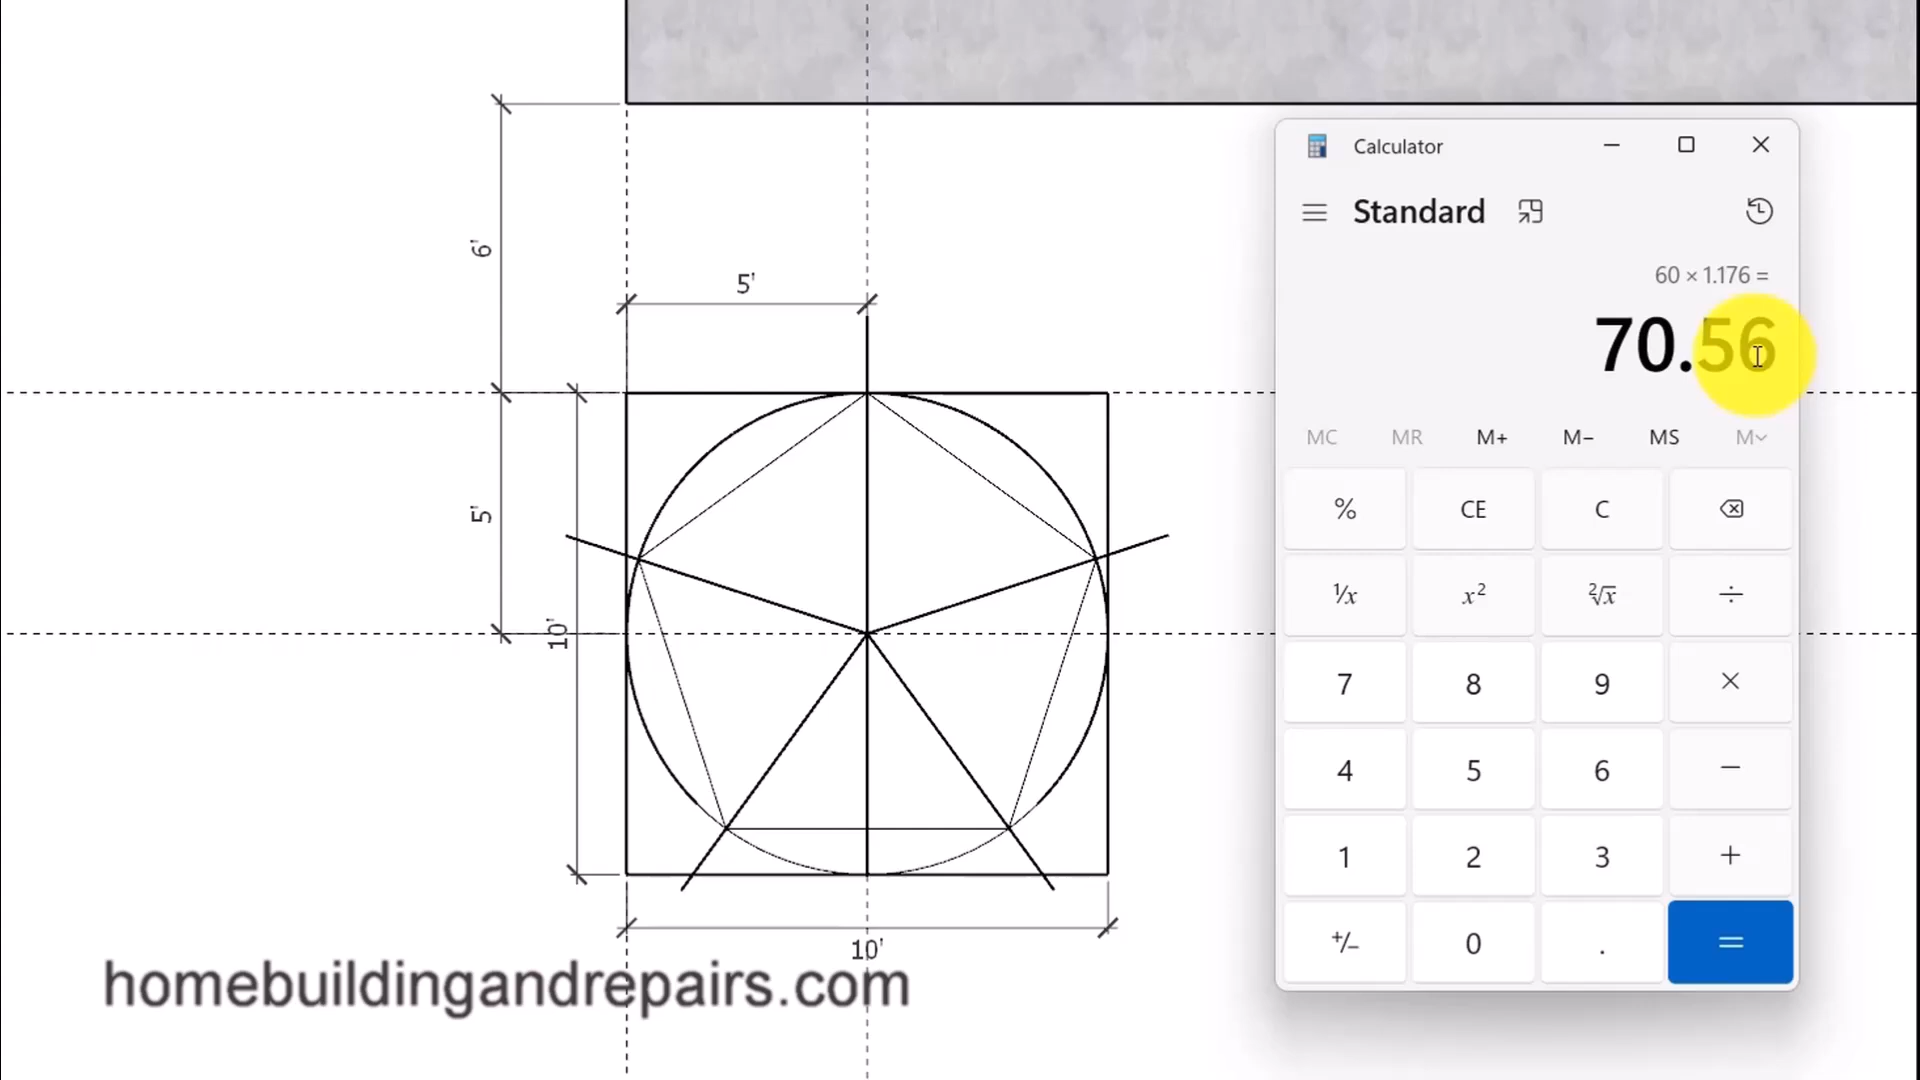 6'
5'
5'
10'
10'
homebuildingandrepairs.com
Calculator
Standard
60 × 1.176 =
70.56
MC MR M+ M− MS M
% CE C
¹/x x² ²√x ÷
7 8 9 ×
4 5 6 −
1 2 3 +
+/− 0 . =